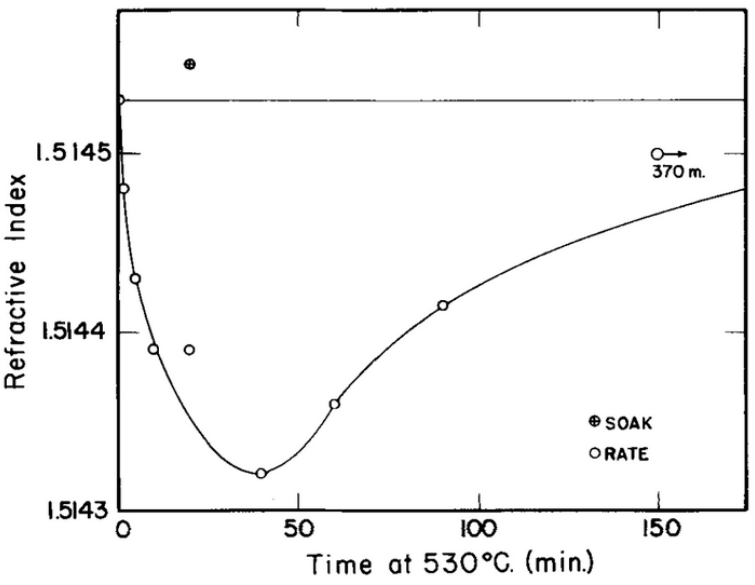 1.5145
370 m.
Refractive Index
1.5144
SOAK
RATE
1.5143
0 50 100 150
Time at 530°C. (min.)